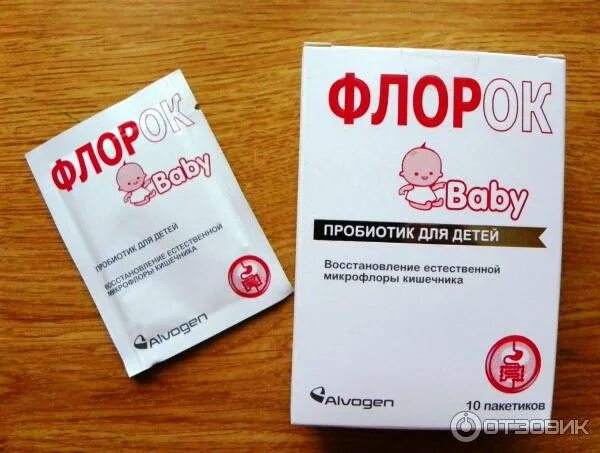 ФЛОРОК
Baby
ПРОБИОТИК ДЛЯ ДЕТЕЙ
ВОССТАНОВЛЕНИЕ ЕСТЕСТВЕННОЙ
МИКРОФЛОРЫ КИШЕЧНИКА
Alvogen
ФЛОРОК
Baby
ПРОБИОТИК ДЛЯ ДЕТЕЙ
Восстановление естественной
микрофлоры кишечника
Alvogen
10 пакетиков
ОТЗОВИК